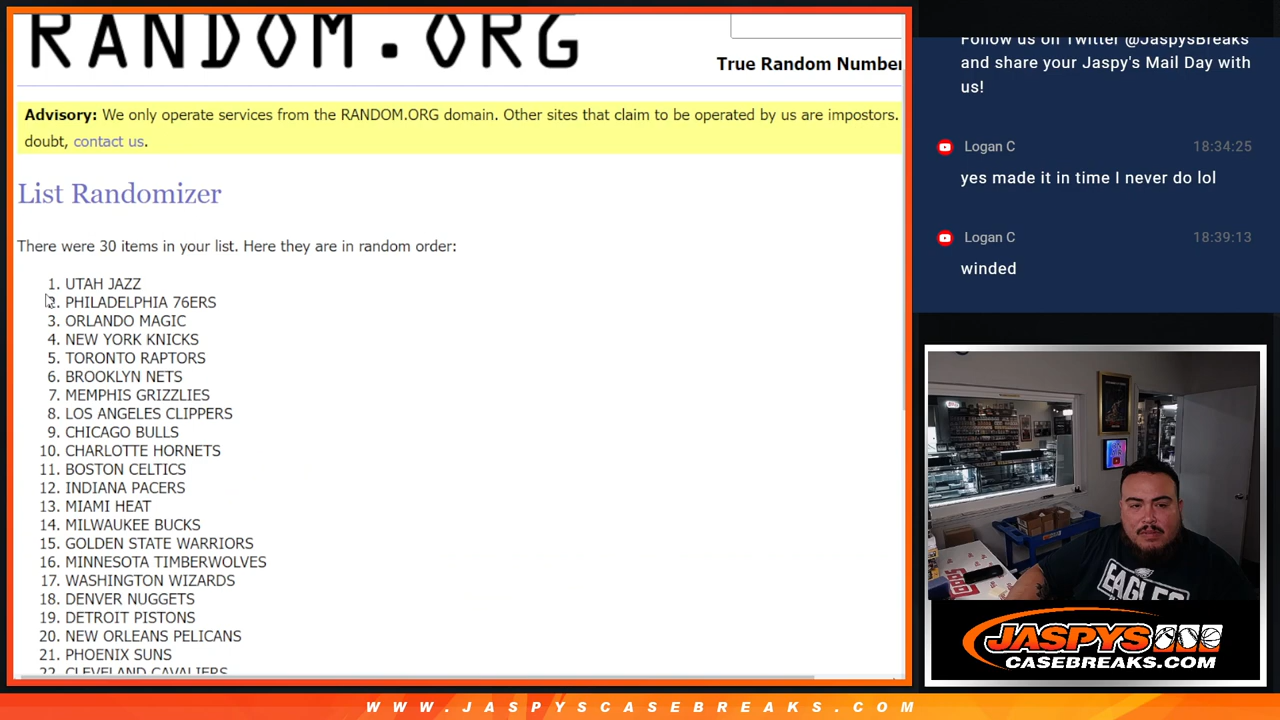 RANDOM.ORG
True Random Number
Advisory: We only operate services from the RANDOM.ORG domain. Other sites that claim to be operated by us are impostors.
doubt, contact us.
List Randomizer
There were 30 items in your list. Here they are in random order:
1. UTAH JAZZ
2. PHILADELPHIA 76ERS
3. ORLANDO MAGIC
4. NEW YORK KNICKS
5. TORONTO RAPTORS
6. BROOKLYN NETS
7. MEMPHIS GRIZZLIES
8. LOS ANGELES CLIPPERS
9. CHICAGO BULLS
10. CHARLOTTE HORNETS
11. BOSTON CELTICS
12. INDIANA PACERS
13. MIAMI HEAT
14. MILWAUKEE BUCKS
15. GOLDEN STATE WARRIORS
16. MINNESOTA TIMBERWOLVES
17. WASHINGTON WIZARDS
18. DENVER NUGGETS
19. DETROIT PISTONS
20. NEW ORLEANS PELICANS
21. PHOENIX SUNS
22. CLEVELAND CAVALIERS
Follow us on Twitter @JaspysBreaks
and share your Jaspy's Mail Day with
us!
Logan C 18:34:25
yes made it in time I never do lol
Logan C 18:39:13
winded
EAGLES
JASPYS
CASEBREAKS.COM
WWW.JASPYSCASEBREAKS.COM